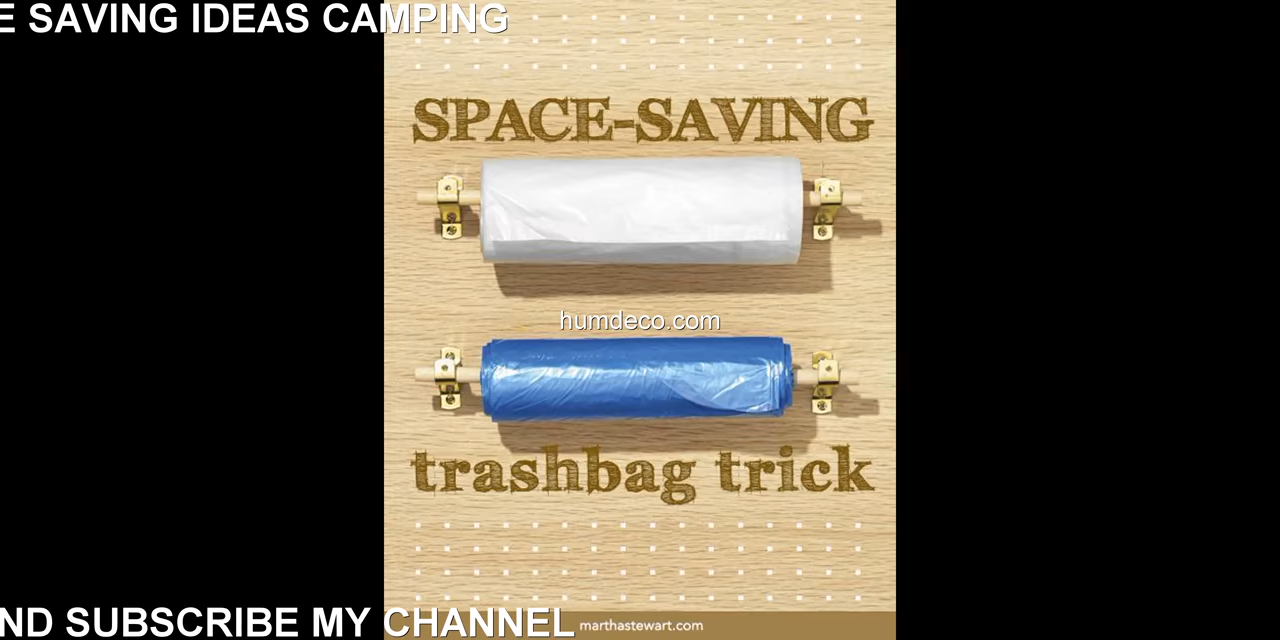 E SAVING IDEAS CAMPING
SPACE-SAVING
humdeco.com
trashbag trick
ND SUBSCRIBE MY CHANNEL
marthastewart.com